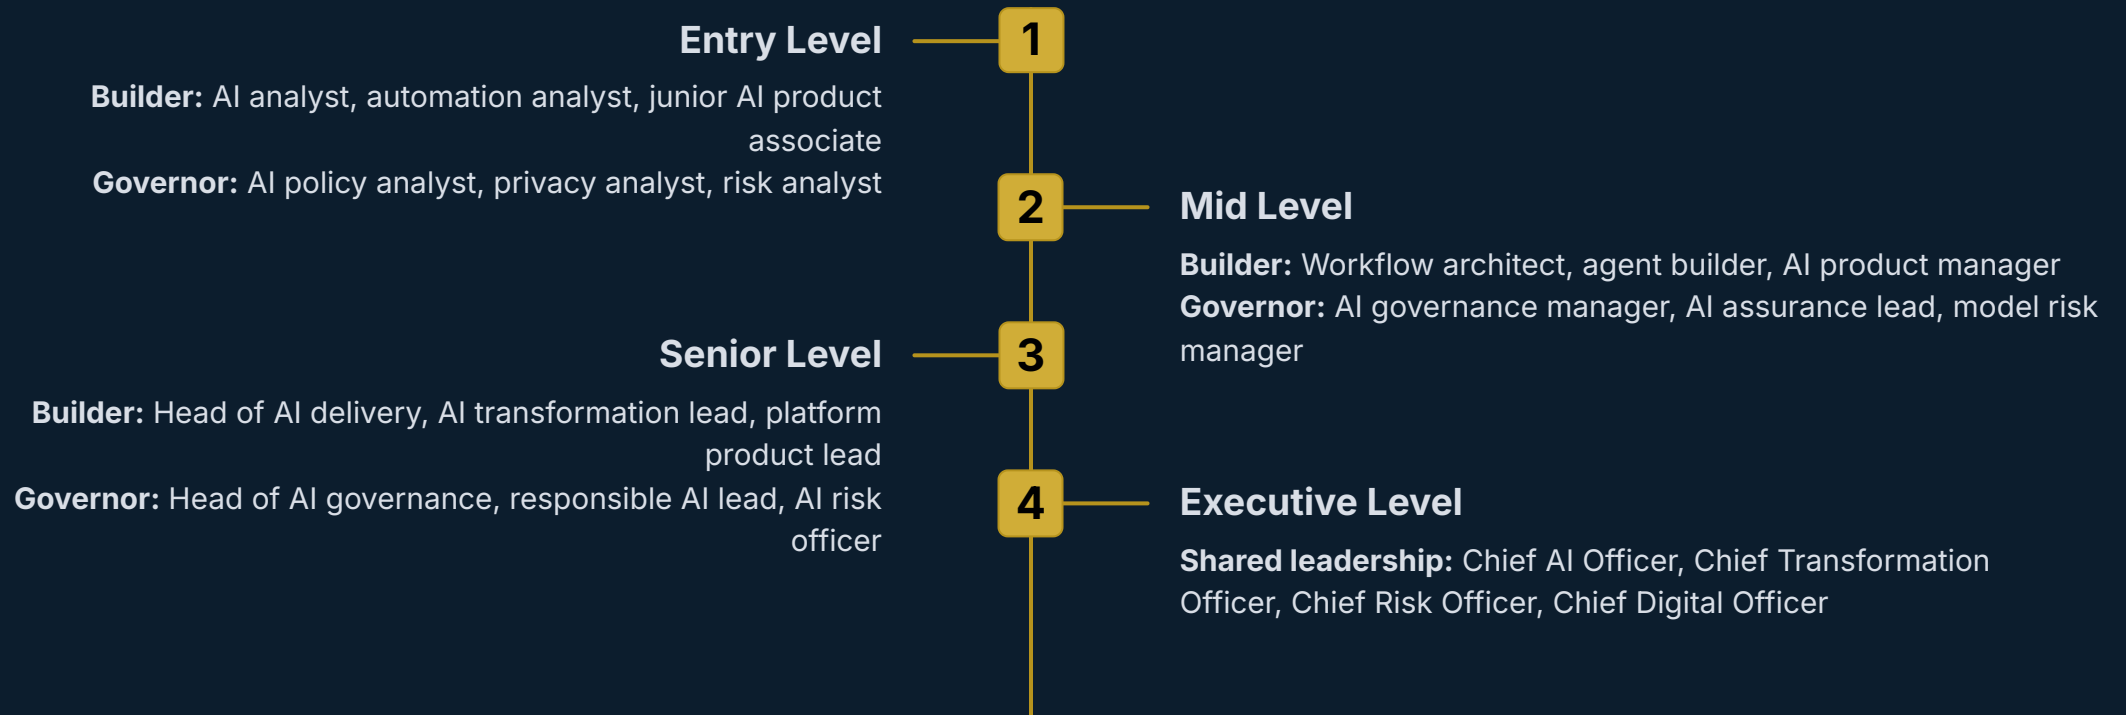 1
Entry Level
Builder: AI analyst, automation analyst, junior AI product
associate
Governor: AI policy analyst, privacy analyst, risk analyst
2
Mid Level
Builder: Workflow architect, agent builder, AI product manager
Governor: AI governance manager, AI assurance lead, model risk
manager
3
Senior Level
Builder: Head of AI delivery, AI transformation lead, platform
product lead
Governor: Head of AI governance, responsible AI lead, AI risk
officer
4
Executive Level
Shared leadership: Chief AI Officer, Chief Transformation
Officer, Chief Risk Officer, Chief Digital Officer